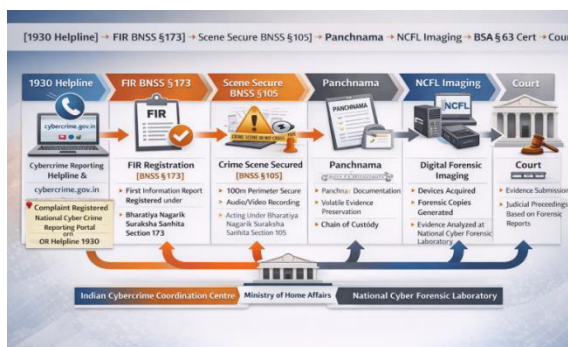 [1930 Helpline] → FIR BNSS §173] → Scene Secure BNSS §105] → Panchnama → NCFL Imaging → BSA § 63 Cert → Cour
1930 Helpline
FIR BNSS §173
Scene Secure
BNSS §105
Panchnama
NCFL Imaging
Court
cybercrime.gov.in
FIR
CRIME SCENE DO NOT CROSS
PANCHNAMA
NCFL
Cybercrime Reporting
Helpline &
cybercrime.gov.in
Complaint Registered
National Cyber Crime
Reporting Portal
OR Helpline 1930
FIR Registration
[BNSS §173]
First Information Report
Registered under
Bharatiya Nagarik
Suraksha Sanhita
Section 173
Crime Scene Secured
[BNSS §105]
100m Perimeter Secure
Audio/Video Recording
Acting Under Bharatiya
Nagarik Suraksha
Sanhita Section 105
Panchnama
Documentation
Volatile Evidence
Preservation
Chain of Custody
Digital Forensic
Imaging
Devices Acquired
Forensic Copies
Generated
Evidence Analyzed at
National Cyber Forensic
Laboratory
Court
Evidence Submission
Judicial Proceedings
Based on Forensic
Reports
Indian Cybercrime Coordination Centre
Ministry of Home Affairs
National Cyber Forensic Laboratory